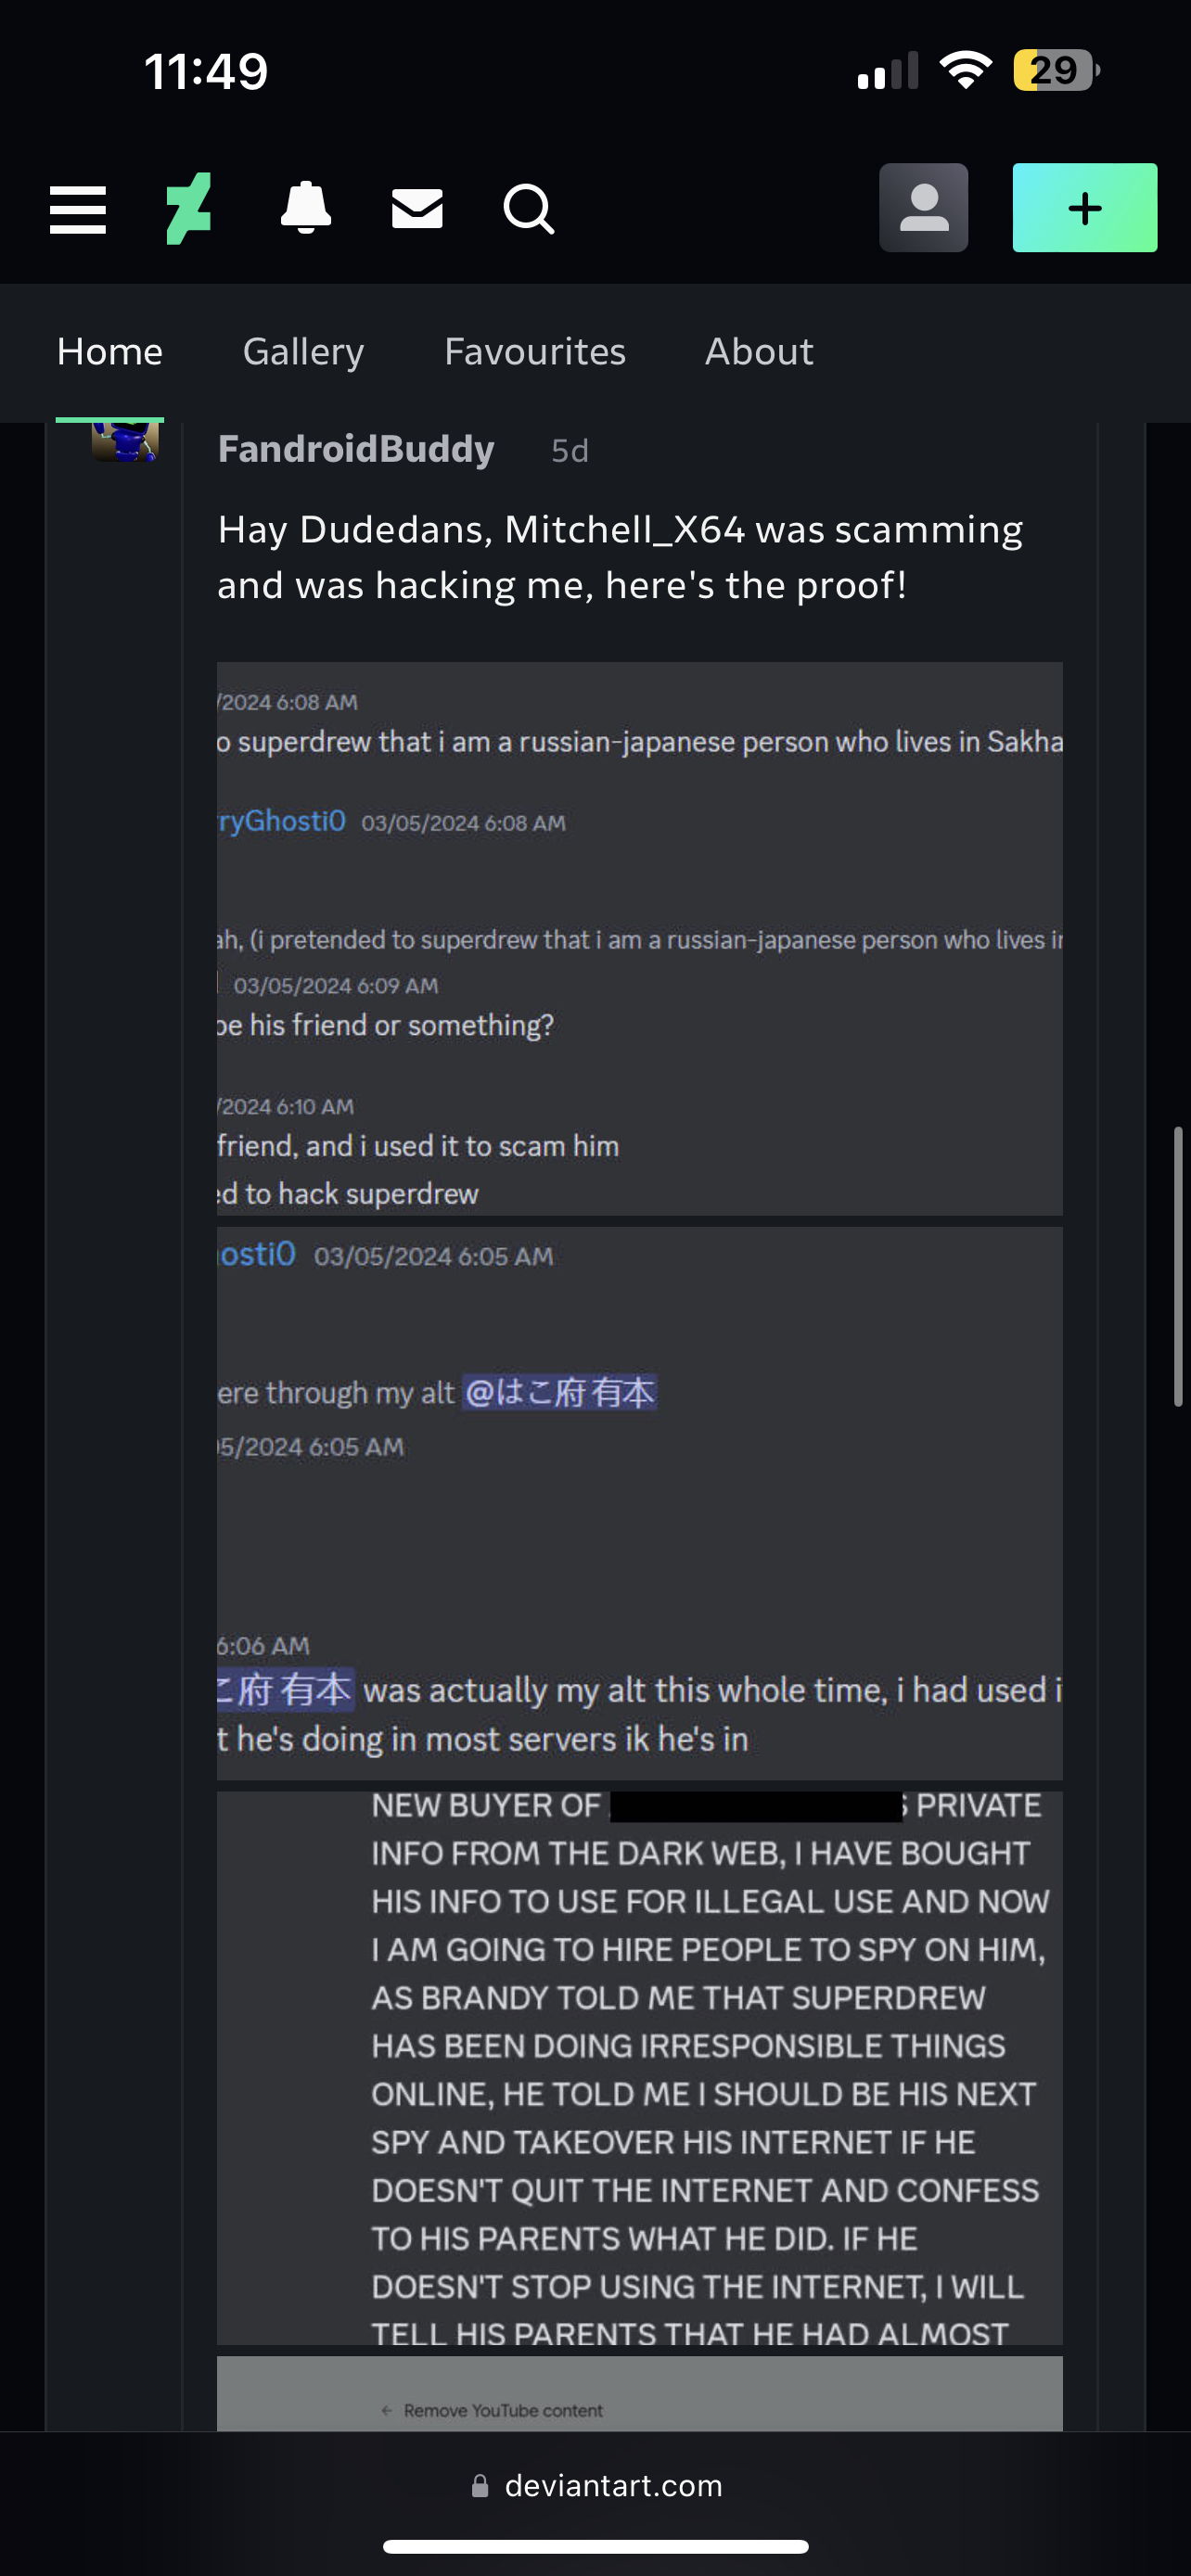 11:49
29
Home Gallery Favourites About
FandroidBuddy 5d
Hay Dudedans, Mitchell_X64 was scamming
and was hacking me, here's the proof!
/2024 6:08 AM
o superdrew that i am a russian-japanese person who lives in Sakha
ryGhosti0 03/05/2024 6:08 AM
ah, (i pretended to superdrew that i am a russian-japanese person who lives in
03/05/2024 6:09 AM
be his friend or something?
/2024 6:10 AM
friend, and i used it to scam him
ed to hack superdrew
osti0 03/05/2024 6:05 AM
ere through my alt @はこ府有本
05/2024 6:05 AM
6:06 AM
こ府有本 was actually my alt this whole time, i had used i
t he's doing in most servers ik he's in
NEW BUYER OF S PRIVATE
INFO FROM THE DARK WEB, I HAVE BOUGHT
HIS INFO TO USE FOR ILLEGAL USE AND NOW
I AM GOING TO HIRE PEOPLE TO SPY ON HIM,
AS BRANDY TOLD ME THAT SUPERDREW
HAS BEEN DOING IRRESPONSIBLE THINGS
ONLINE, HE TOLD ME I SHOULD BE HIS NEXT
SPY AND TAKEOVER HIS INTERNET IF HE
DOESN'T QUIT THE INTERNET AND CONFESS
TO HIS PARENTS WHAT HE DID. IF HE
DOESN'T STOP USING THE INTERNET, I WILL
TELL HIS PARENTS THAT HE HAD ALMOST
← Remove YouTube content
deviantart.com